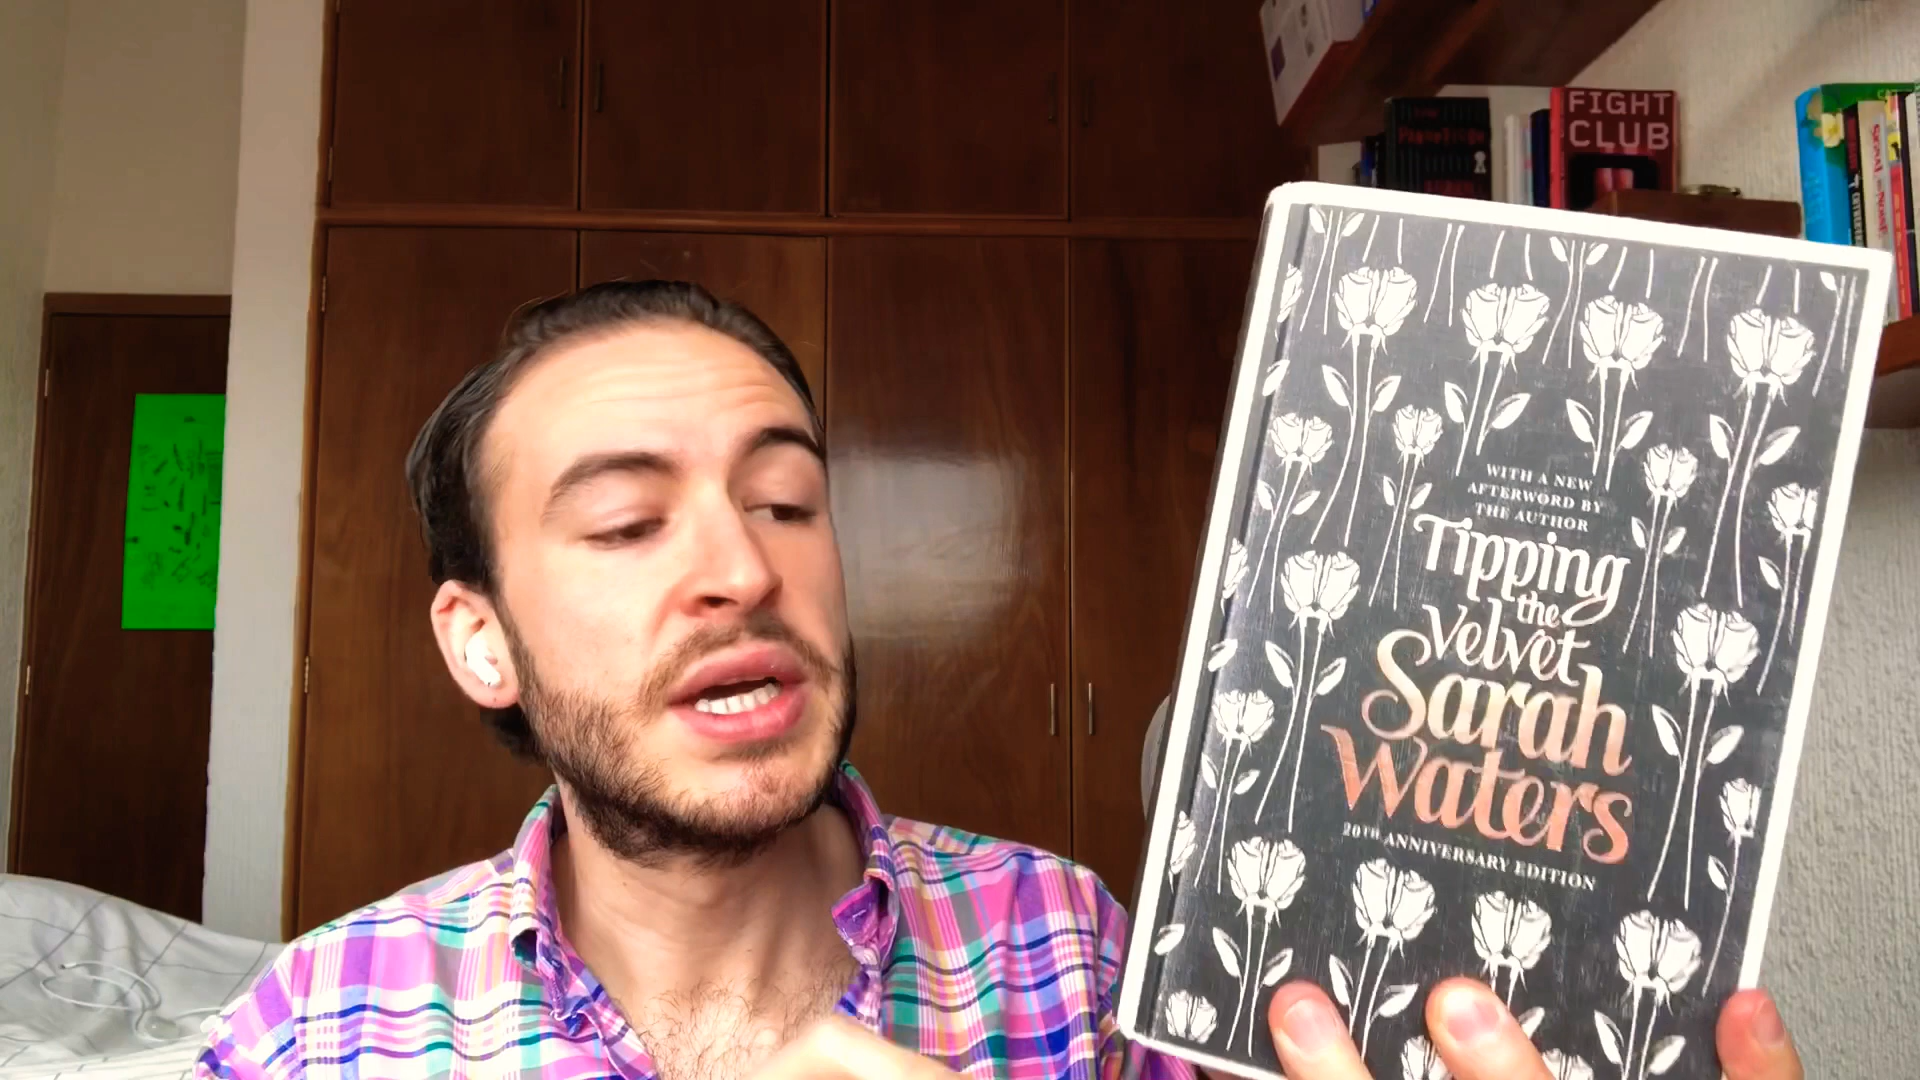 FIGHT
CLUB
WITH A NEW
AFTERWORD BY
THE AUTHOR
Tipping
the
Velvet
Sarah
Waters
20TH ANNIVERSARY EDITION